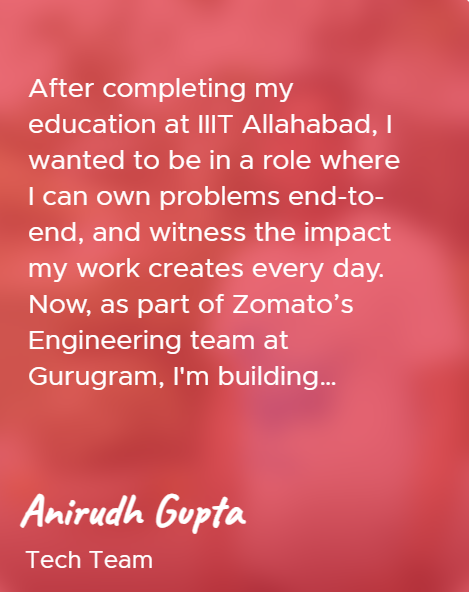 After completing my
education at IIIT Allahabad, I
wanted to be in a role where
I can own problems end-to-
end, and witness the impact
my work creates every day.
Now, as part of Zomato’s
Engineering team at
Gurugram, I'm building...
Anirudh Gupta
Tech Team